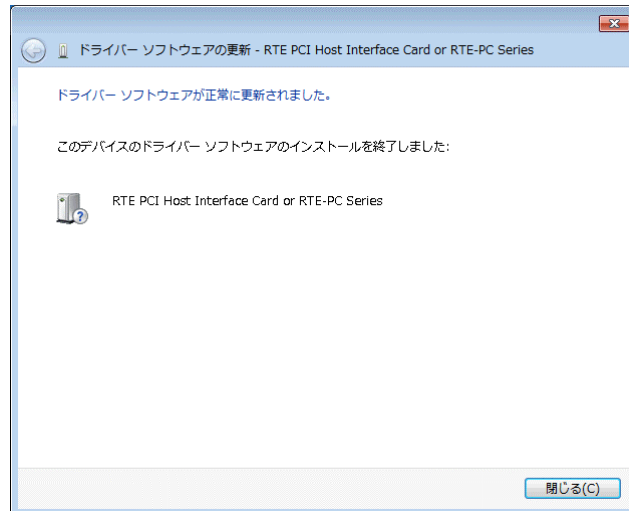 ドライバー ソフトウェアの更新 - RTE PCI Host Interface Card or RTE-PC Series
ドライバー ソフトウェアが正常に更新されました。
このデバイスのドライバー ソフトウェアのインストールを終了しました:
RTE PCI Host Interface Card or RTE-PC Series
閉じる(C)